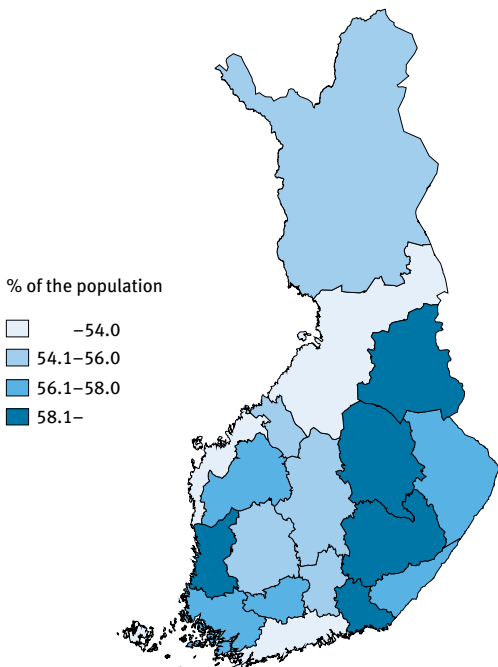 % of the population
–54.0
54.1–56.0
56.1–58.0
58.1–